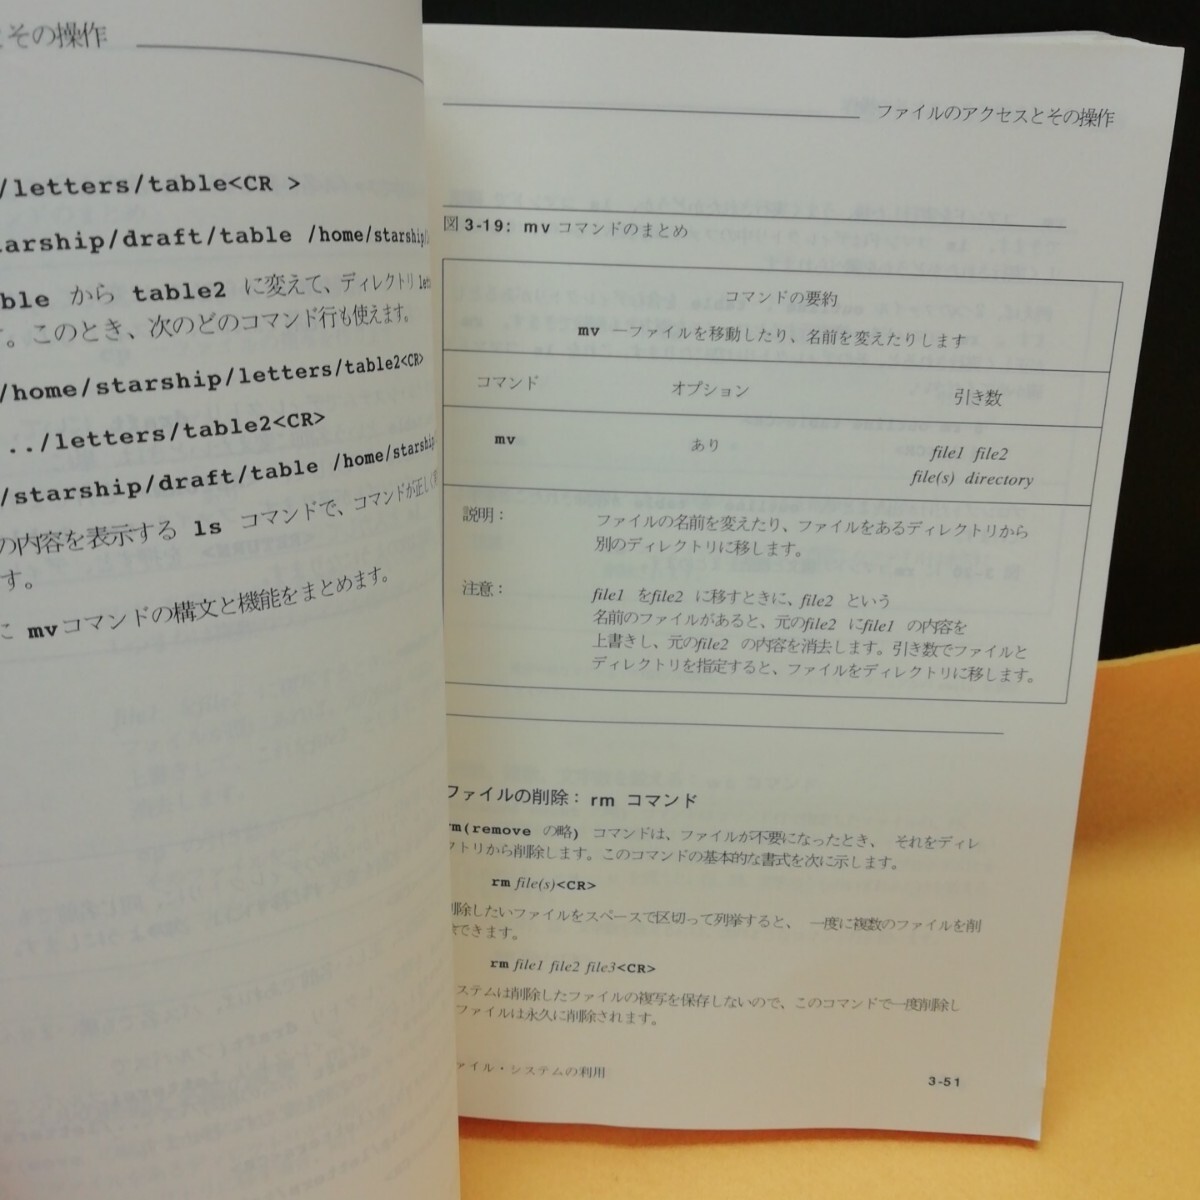 その操作
/letters/table<CR >
arship/draft/table /home/starship/
ble から table2 に変えて、ディレクトリ
。このとき、次のどのコマンド行も使えます。
/home/starship/letters/table2<CR>
../letters/table2<CR>
/starship/draft/table /home/starship
の内容を表示する ls コマンドで、コマンドが正しく
す。
に mvコマンドの構文と機能をまとめます。
ファイルのアクセスとその操作
図 3-19: mv コマンドのまとめ
コマンドの要約
mv —ファイルを移動したり、名前を変えたりします
コマンド オプション 引き数
mv あり file1 file2
file(s) directory
説明： ファイルの名前を変えたり、ファイルをあるディレクトリから
別のディレクトリに移します。
注意： file1 をfile2 に移すときに、file2 という
名前のファイルがあると、元のfile2 にfile1 の内容を
上書きし、元のfile2 の内容を消去します。引き数でファイルと
ディレクトリを指定すると、ファイルをディレクトリに移します。
ファイルの削除： rm コマンド
rm(remove の略) コマンドは、ファイルが不要になったとき、 それをディレ
クトリから削除します。このコマンドの基本的な書式を次に示します。
rm file(s)<CR>
削除したいファイルをスペースで区切って列挙すると、 一度に複数のファイルを削
できます。
rm file1 file2 file3<CR>
ステムは削除したファイルの複写を保存しないので、このコマンドで一度削除し
ファイルは永久に削除されます。
ァイル・システムの利用
3-51